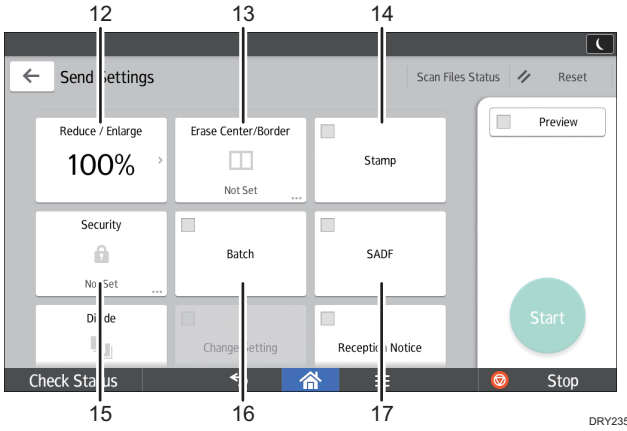 12 13 14
Send Settings Scan Files Status Reset
Reduce / Enlarge Erase Center/Border Preview
100% Stamp
Not Set
Security
Batch SADF
Not Set
Start
Divide
Change Setting Reception Notice
Check Status Stop
15 16 17
DRY235